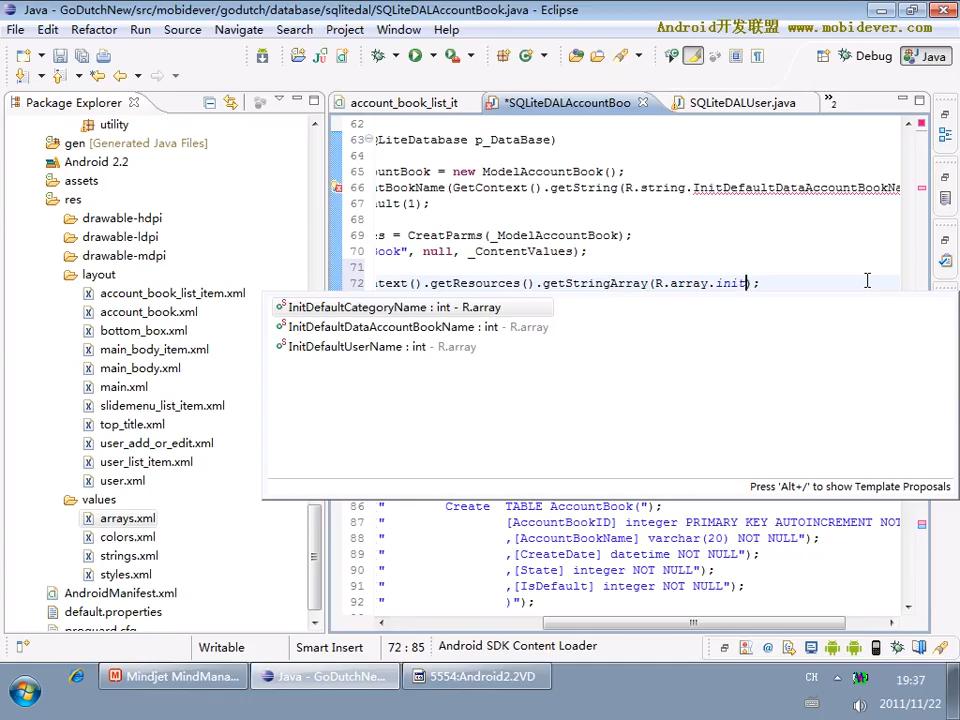 Java - GoDutchNew/src/mobidever/godutch/database/sqlitedal/SQLiteDALAccountBook.java - Eclipse
File Edit Refactor Run Source Navigate Search Project Window Help
Android开发联盟 www.mobidever.com
Debug Java
Package Explorer
account_book_list_it *SQLiteDALAccountBoo SQLiteDALUser.java »2
utility
gen [Generated Java Files]
Android 2.2
assets
res
drawable-hdpi
drawable-ldpi
drawable-mdpi
layout
account_book_list_item.xml
account_book.xml
bottom_box.xml
main_body_item.xml
main_body.xml
main.xml
slidemenu_list_item.xml
top_title.xml
user_add_or_edit.xml
user_list_item.xml
user.xml
values
arrays.xml
colors.xml
strings.xml
styles.xml
AndroidManifest.xml
default.properties
proguard.cfg
62
63 QLiteDatabase p_DataBase)
64
65 ountBook = new ModelAccountBook();
66 ntBookName(GetContext().getString(R.string.InitDefaultDataAccountBookNa
67 ault(1);
68
69 es = CreatParms(_ModelAccountBook);
70 Book", null, _ContentValues);
71
72 ntext().getResources().getStringArray(R.array.init);
InitDefaultCategoryName : int - R.array
InitDefaultDataAccountBookName : int - R.array
InitDefaultUserName : int - R.array
Press 'Alt+/' to show Template Proposals
86 " Create TABLE AccountBook(");
87 " [AccountBookID] integer PRIMARY KEY AUTOINCREMENT NOT
88 " ,[AccountBookName] varchar(20) NOT NULL");
89 " ,[CreateDate] datetime NOT NULL");
90 " ,[State] integer NOT NULL");
91 " ,[IsDefault] integer NOT NULL");
92 " )");
Writable Smart Insert 72 : 85 Android SDK Content Loader
Mindjet MindMana... Java - GoDutchNe... 5554:Android2.2VD
CH 19:37
2011/11/22